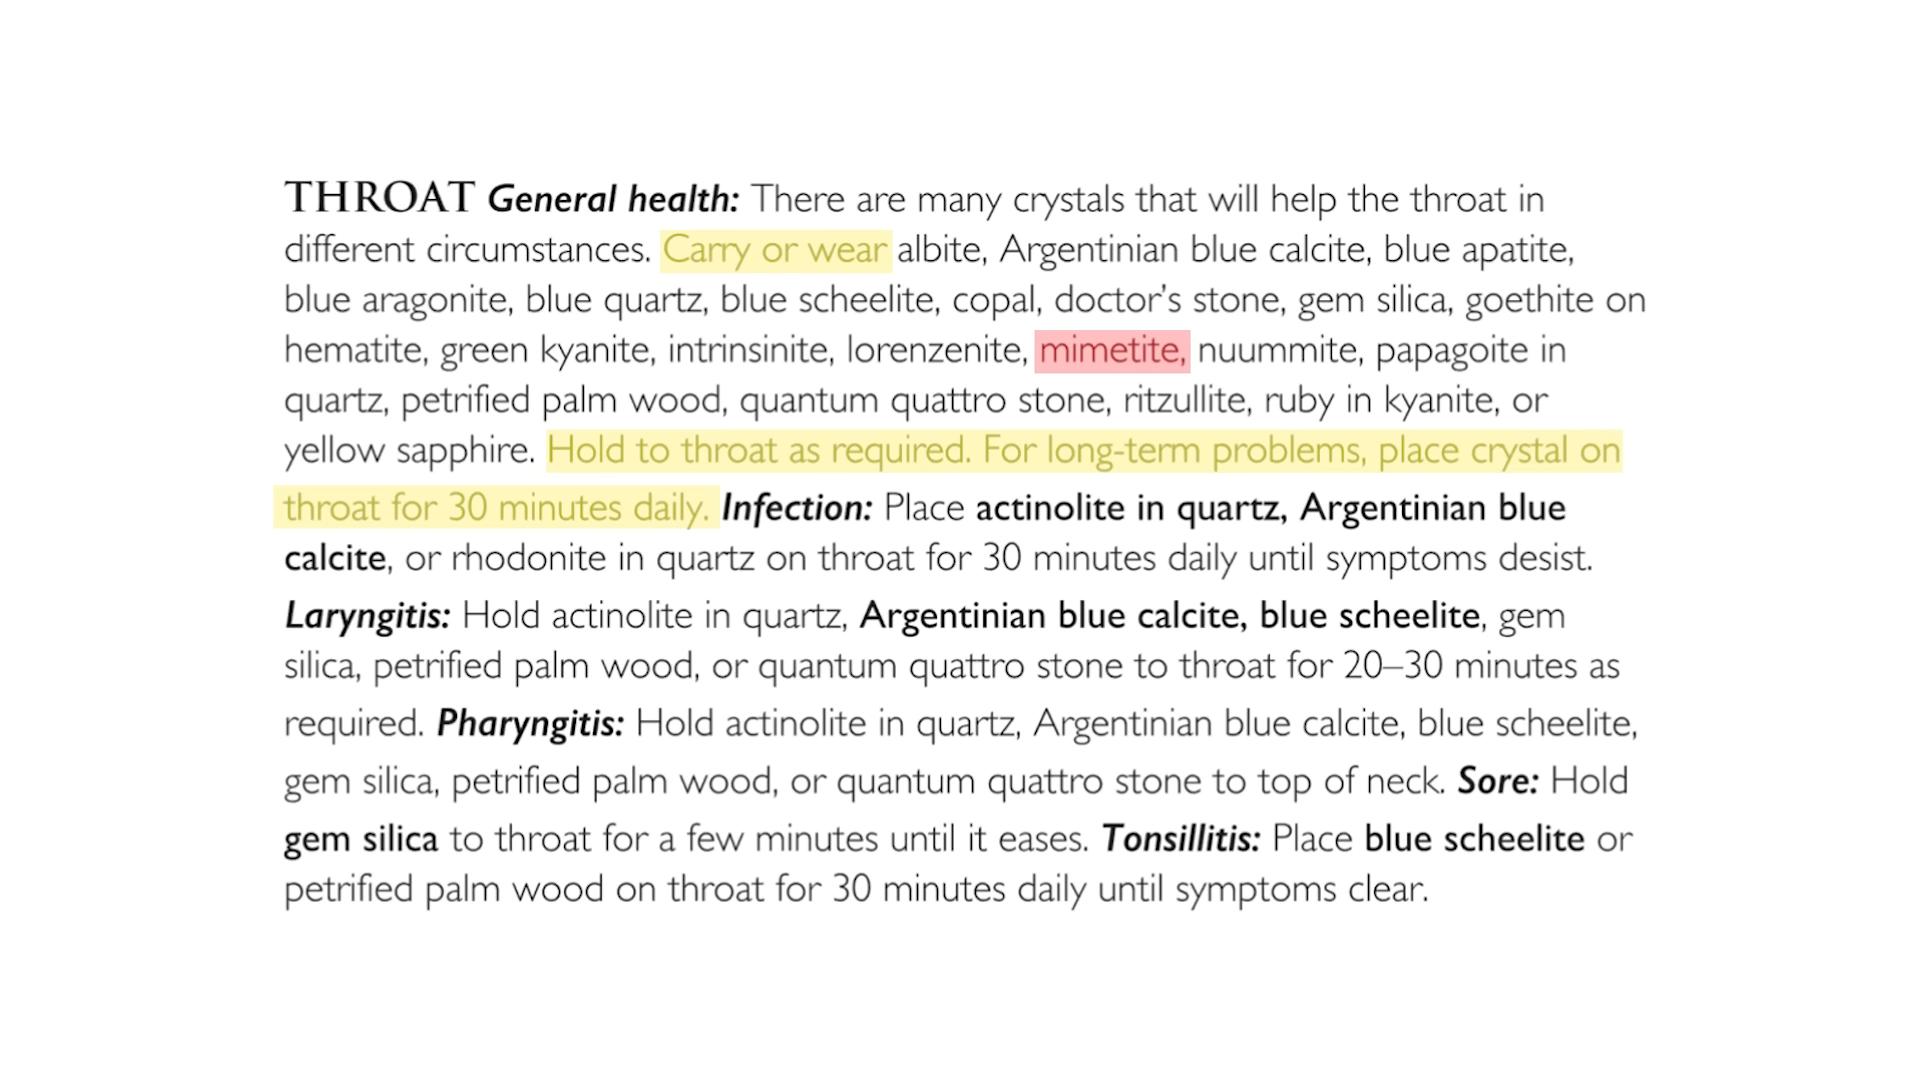 THROAT General health: There are many crystals that will help the throat in
different circumstances. Carry or wear albite, Argentinian blue calcite, blue apatite,
blue aragonite, blue quartz, blue scheelite, copal, doctor’s stone, gem silica, goethite on
hematite, green kyanite, intrinsinite, lorenzenite, mimetite, nuummite, papagoite in
quartz, petrified palm wood, quantum quattro stone, ritzullite, ruby in kyanite, or
yellow sapphire. Hold to throat as required. For long-term problems, place crystal on
throat for 30 minutes daily. Infection: Place actinolite in quartz, Argentinian blue
calcite, or rhodonite in quartz on throat for 30 minutes daily until symptoms desist.
Laryngitis: Hold actinolite in quartz, Argentinian blue calcite, blue scheelite, gem
silica, petrified palm wood, or quantum quattro stone to throat for 20–30 minutes as
required. Pharyngitis: Hold actinolite in quartz, Argentinian blue calcite, blue scheelite,
gem silica, petrified palm wood, or quantum quattro stone to top of neck. Sore: Hold
gem silica to throat for a few minutes until it eases. Tonsillitis: Place blue scheelite or
petrified palm wood on throat for 30 minutes daily until symptoms clear.